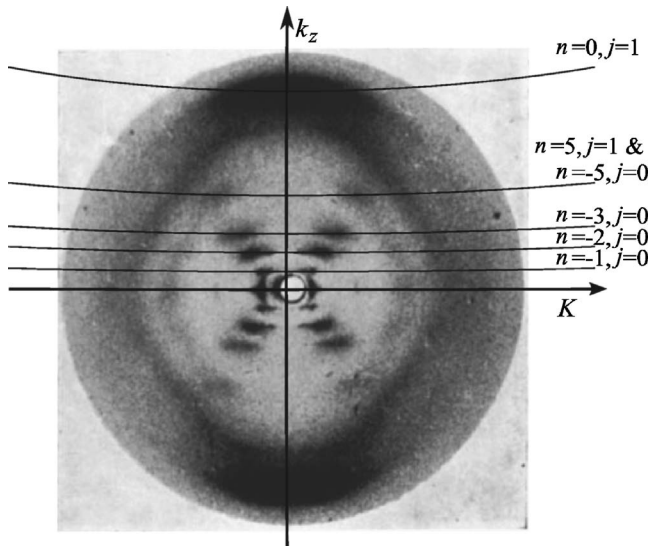 k_z
n=0, j=1
n=5, j=1 &
n=-5, j=0
n=-3, j=0
n=-2, j=0
n=-1, j=0
K